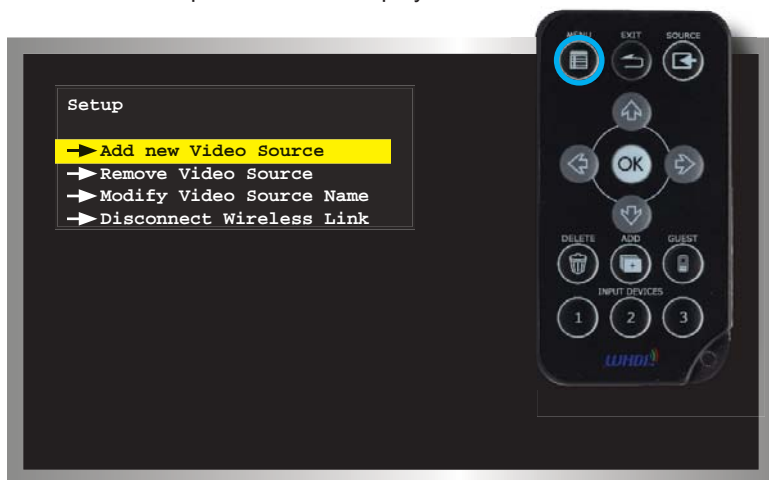 Setup
Add new Video Source
Remove Video Source
Modify Video Source Name
Disconnect Wireless Link
MENU EXIT SOURCE
OK
DELETE ADD GUEST
INPUT DEVICES
1 2 3
WHDI